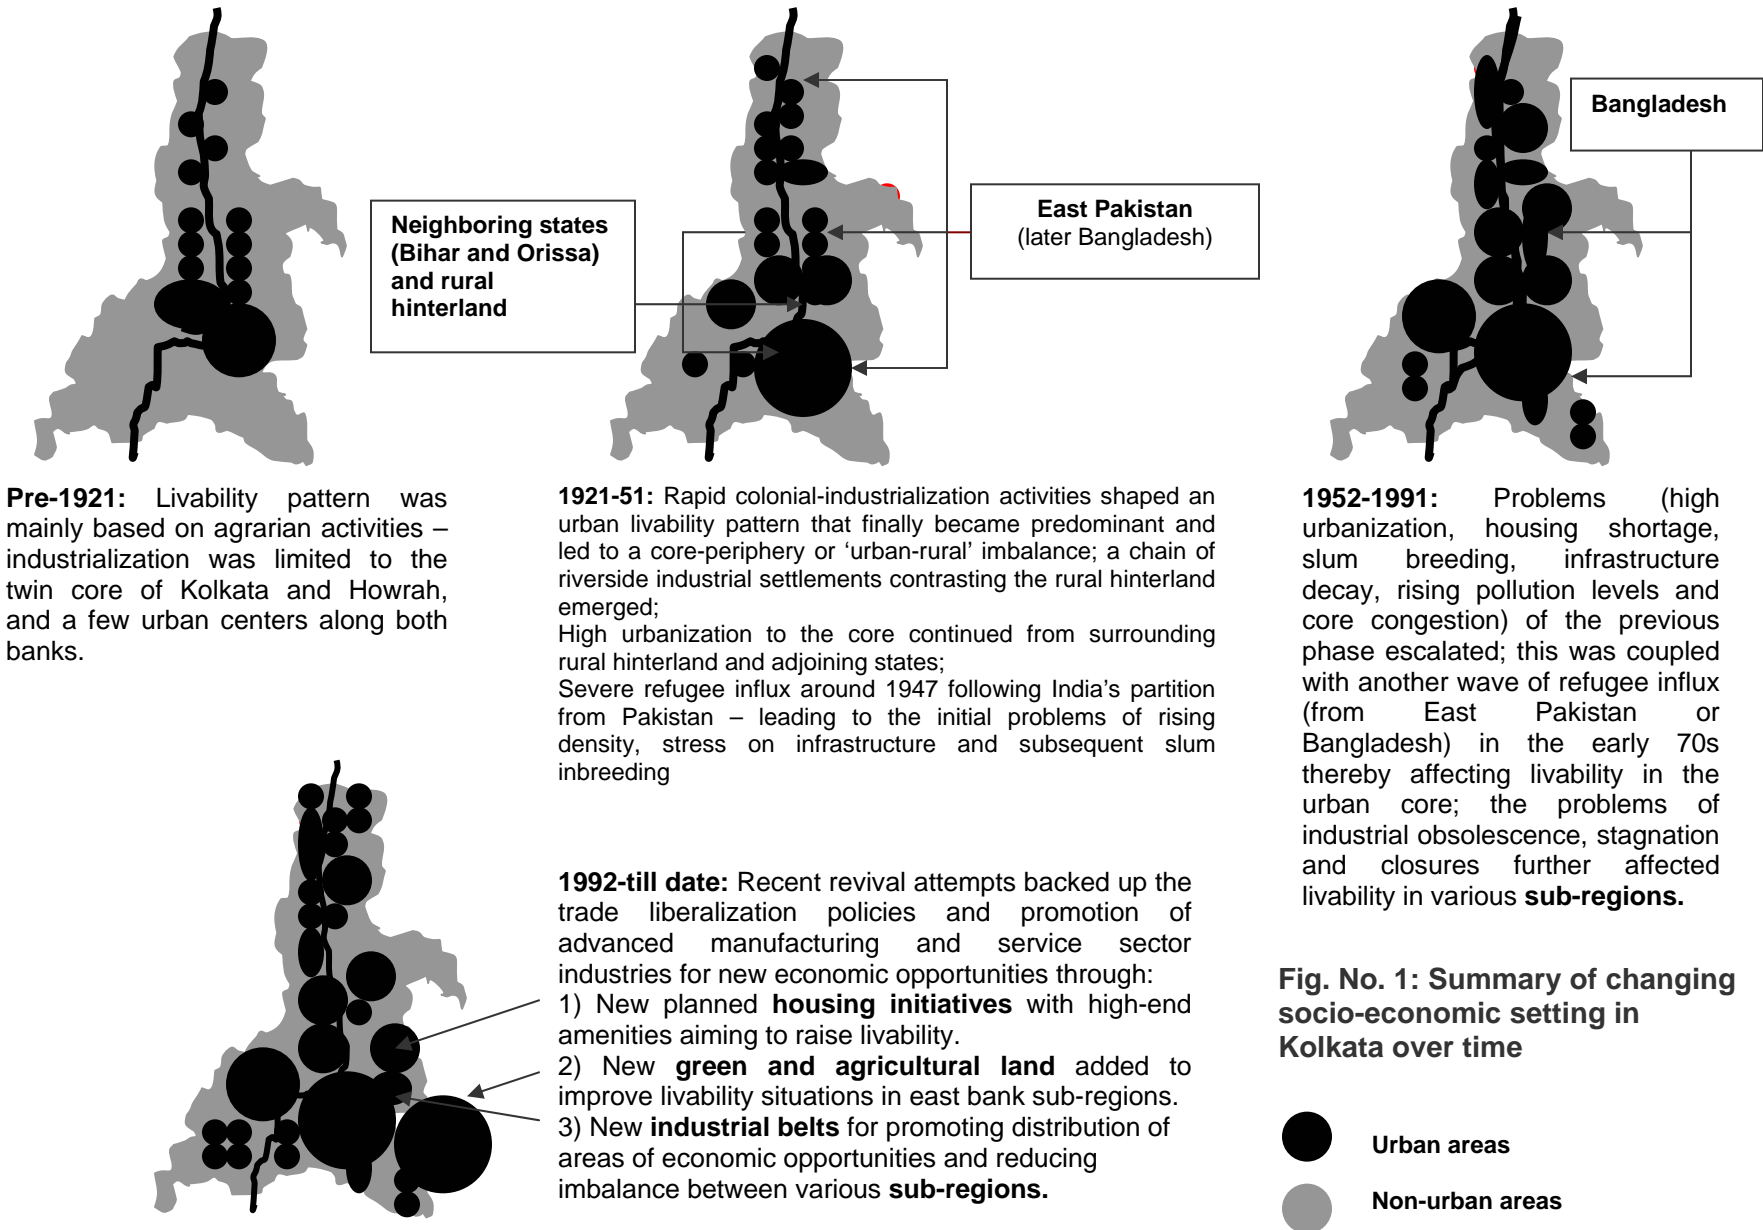 Neighboring states
(Bihar and Orissa)
and rural
hinterland
East Pakistan
(later Bangladesh)
Bangladesh
Pre-1921: Livability pattern was
mainly based on agrarian activities –
industrialization was limited to the
twin core of Kolkata and Howrah,
and a few urban centers along both
banks.
1921-51: Rapid colonial-industrialization activities shaped an
urban livability pattern that finally became predominant and
led to a core-periphery or ‘urban-rural’ imbalance; a chain of
riverside industrial settlements contrasting the rural hinterland
emerged;
High urbanization to the core continued from surrounding
rural hinterland and adjoining states;
Severe refugee influx around 1947 following India’s partition
from Pakistan – leading to the initial problems of rising
density, stress on infrastructure and subsequent slum
inbreeding
1952-1991: Problems (high
urbanization, housing shortage,
slum breeding, infrastructure
decay, rising pollution levels and
core congestion) of the previous
phase escalated; this was coupled
with another wave of refugee influx
(from East Pakistan or
Bangladesh) in the early 70s
thereby affecting livability in the
urban core; the problems of
industrial obsolescence, stagnation
and closures further affected
livability in various sub-regions.
1992-till date: Recent revival attempts backed up the
trade liberalization policies and promotion of
advanced manufacturing and service sector
industries for new economic opportunities through:
1) New planned housing initiatives with high-end
amenities aiming to raise livability.
2) New green and agricultural land added to
improve livability situations in east bank sub-regions.
3) New industrial belts for promoting distribution of
areas of economic opportunities and reducing
imbalance between various sub-regions.
Fig. No. 1: Summary of changing
socio-economic setting in
Kolkata over time
Urban areas
Non-urban areas